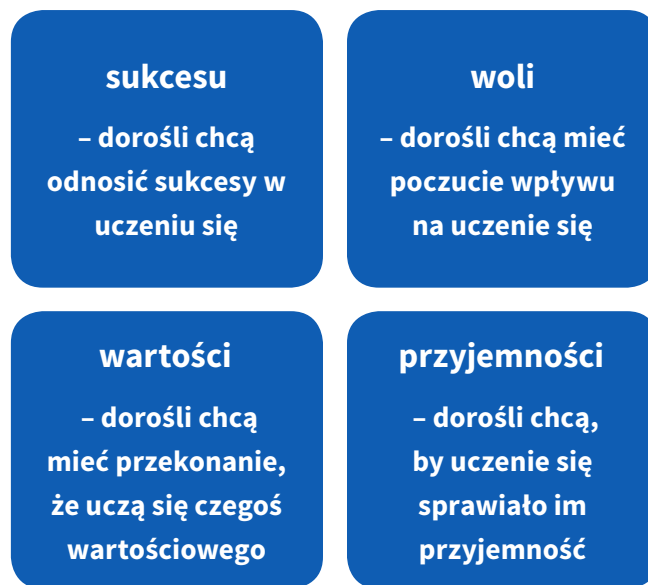 sukcesu
– dorośli chcą
odnosić sukcesy w
uczeniu się
woli
– dorośli chcą mieć
poczucie wpływu
na uczenie się
wartości
– dorośli chcą
mieć przekonanie,
że uczą się czegoś
wartościowego
przyjemności
– dorośli chcą,
by uczenie się
sprawiało im
przyjemność